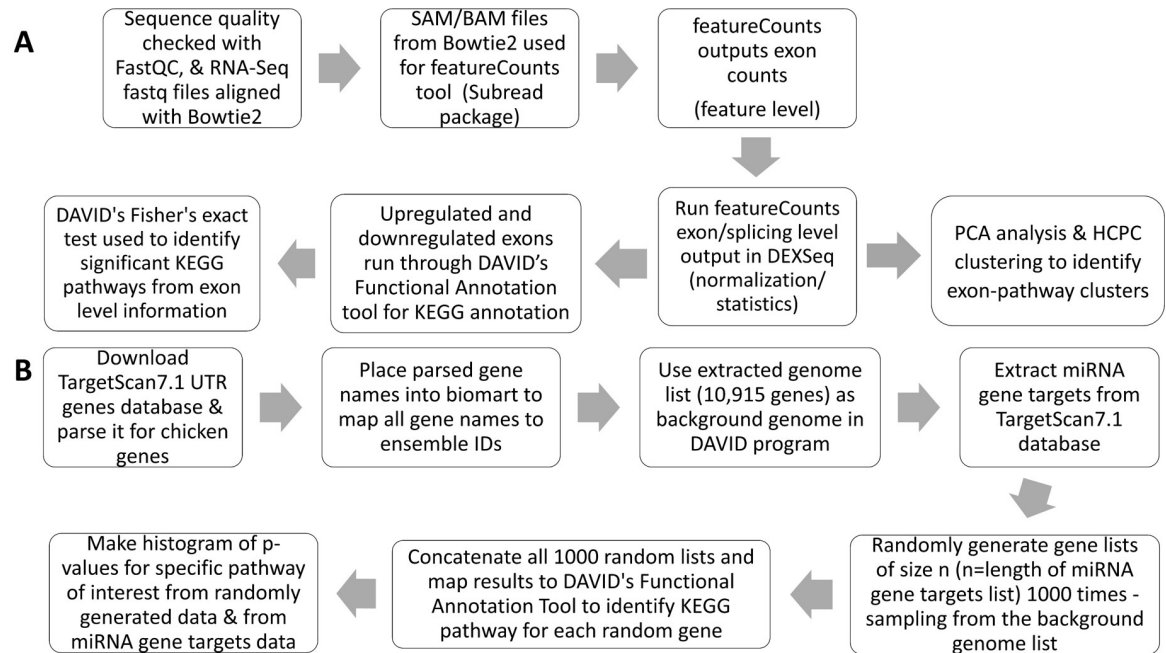 A
Sequence quality
checked with
FastQC, & RNA-Seq
fastq files aligned
with Bowtie2
SAM/BAM files
from Bowtie2 used
for featureCounts
tool (Subread
package)
featureCounts
outputs exon
counts
(feature level)
DAVID's Fisher's exact
test used to identify
significant KEGG
pathways from exon
level information
Upregulated and
downregulated exons
run through DAVID’s
Functional Annotation
tool for KEGG annotation
Run featureCounts
exon/splicing level
output in DEXSeq
(normalization/
statistics)
PCA analysis & HCPC
clustering to identify
exon-pathway clusters
B
Download
TargetScan7.1 UTR
genes database &
parse it for chicken
genes
Place parsed gene
names into biomart to
map all gene names to
ensemble IDs
Use extracted genome
list (10,915 genes) as
background genome in
DAVID program
Extract miRNA
gene targets from
TargetScan7.1
database
Make histogram of p-
values for specific pathway
of interest from randomly
generated data & from
miRNA gene targets data
Concatenate all 1000 random lists and
map results to DAVID's Functional
Annotation Tool to identify KEGG
pathway for each random gene
Randomly generate gene lists
of size n (n=length of miRNA
gene targets list) 1000 times -
sampling from the background
genome list